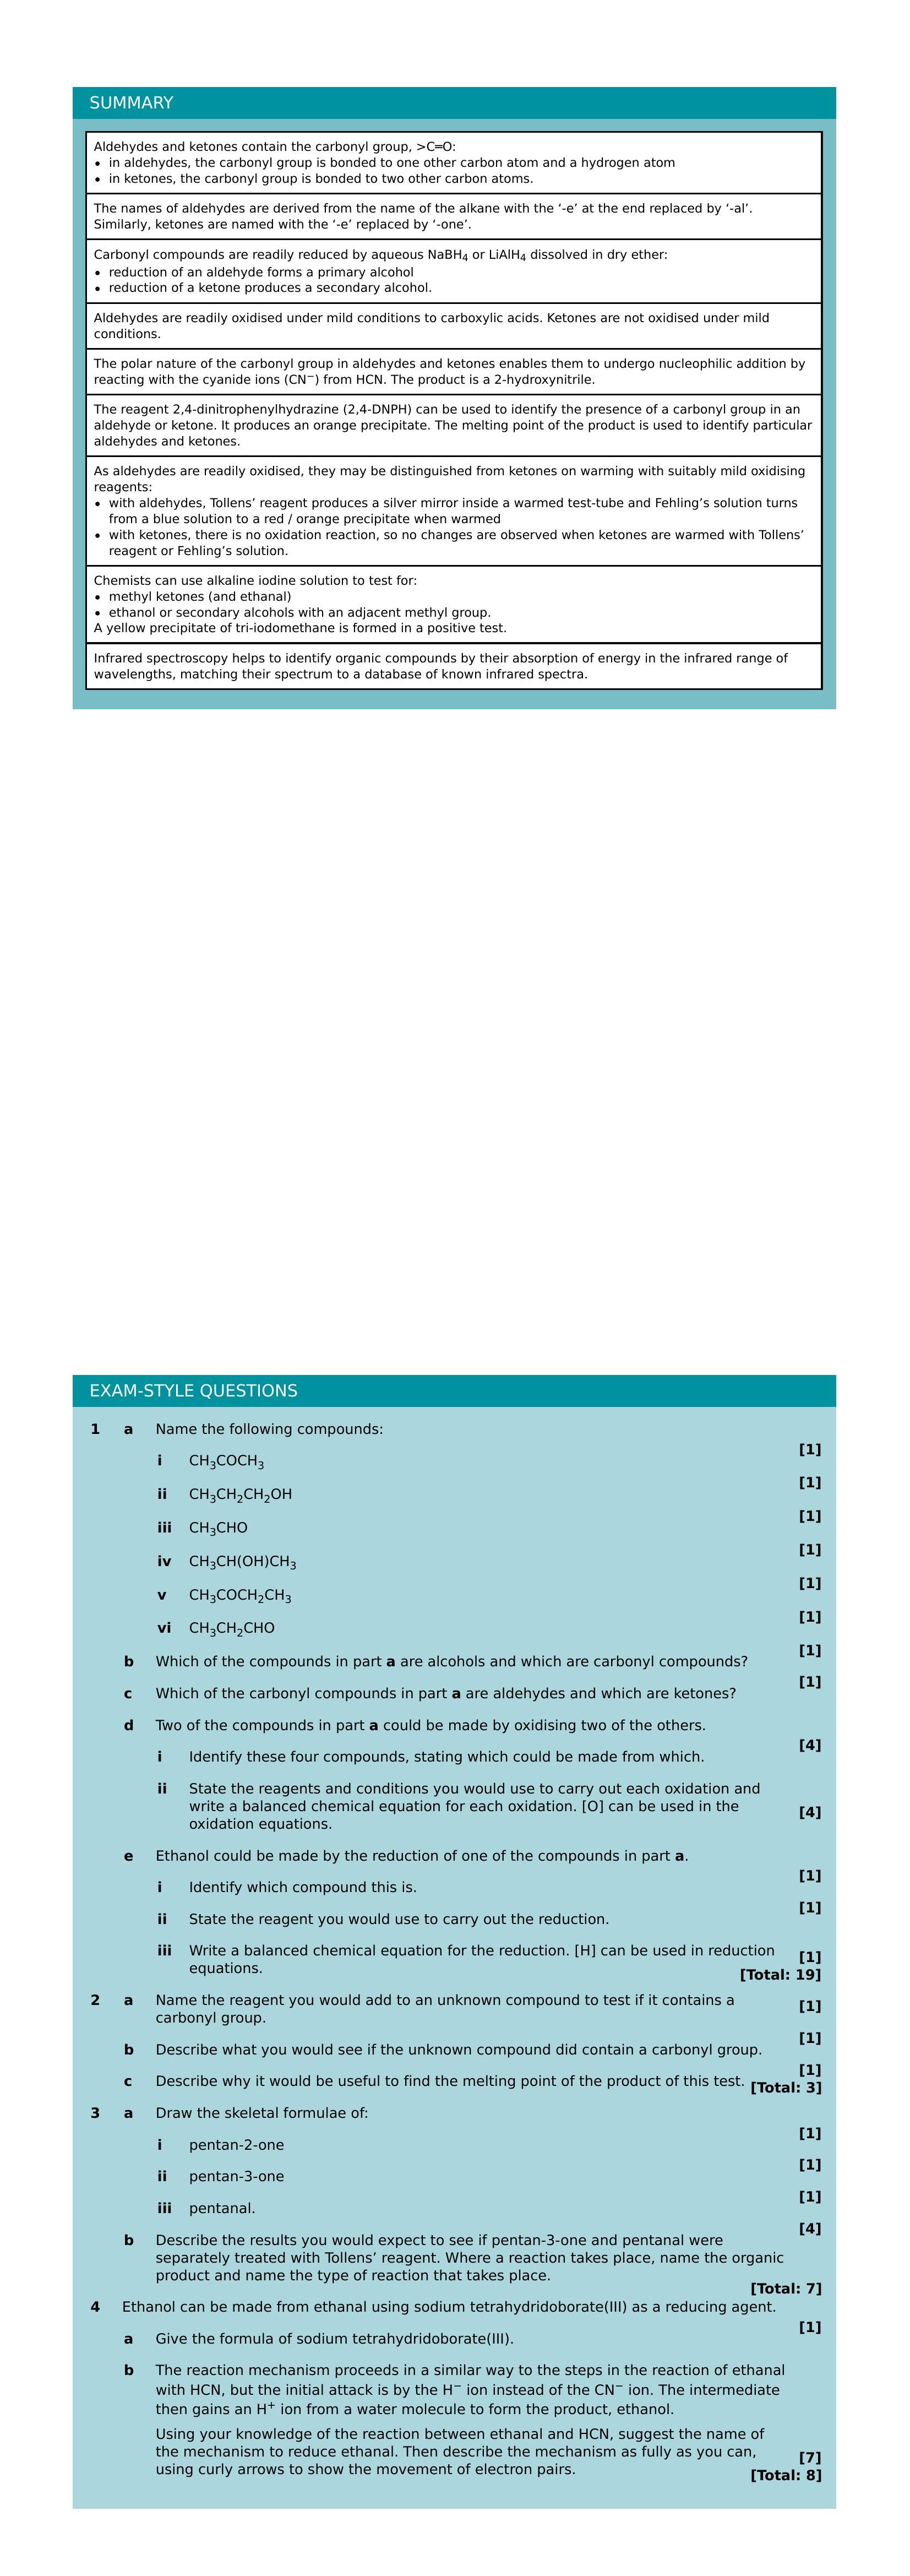 SUMMARY
Aldehydes and ketones contain the carbonyl group, >C═O:
• in aldehydes, the carbonyl group is bonded to one other carbon atom and a hydrogen atom
• in ketones, the carbonyl group is bonded to two other carbon atoms.
The names of aldehydes are derived from the name of the alkane with the ‘-e’ at the end replaced by ‘-al’.
Similarly, ketones are named with the ‘-e’ replaced by ‘-one’.
Carbonyl compounds are readily reduced by aqueous NaBH₄ or LiAlH₄ dissolved in dry ether:
• reduction of an aldehyde forms a primary alcohol
• reduction of a ketone produces a secondary alcohol.
Aldehydes are readily oxidised under mild conditions to carboxylic acids. Ketones are not oxidised under mild
conditions.
The polar nature of the carbonyl group in aldehydes and ketones enables them to undergo nucleophilic addition by
reacting with the cyanide ions (CN⁻) from HCN. The product is a 2-hydroxynitrile.
The reagent 2,4-dinitrophenylhydrazine (2,4-DNPH) can be used to identify the presence of a carbonyl group in an
aldehyde or ketone. It produces an orange precipitate. The melting point of the product is used to identify particular
aldehydes and ketones.
As aldehydes are readily oxidised, they may be distinguished from ketones on warming with suitably mild oxidising
reagents:
• with aldehydes, Tollens’ reagent produces a silver mirror inside a warmed test-tube and Fehling’s solution turns
from a blue solution to a red / orange precipitate when warmed
• with ketones, there is no oxidation reaction, so no changes are observed when ketones are warmed with Tollens’
reagent or Fehling’s solution.
Chemists can use alkaline iodine solution to test for:
• methyl ketones (and ethanal)
• ethanol or secondary alcohols with an adjacent methyl group.
A yellow precipitate of tri-iodomethane is formed in a positive test.
Infrared spectroscopy helps to identify organic compounds by their absorption of energy in the infrared range of
wavelengths, matching their spectrum to a database of known infrared spectra.
EXAM-STYLE QUESTIONS
1 a Name the following compounds:
i CH₃COCH₃ [1]
ii CH₃CH₂CH₂OH [1]
iii CH₃CHO [1]
iv CH₃CH(OH)CH₃ [1]
v CH₃COCH₂CH₃ [1]
vi CH₃CH₂CHO [1]
b Which of the compounds in part a are alcohols and which are carbonyl compounds? [1]
c Which of the carbonyl compounds in part a are aldehydes and which are ketones? [1]
d Two of the compounds in part a could be made by oxidising two of the others.
i Identify these four compounds, stating which could be made from which. [4]
ii State the reagents and conditions you would use to carry out each oxidation and
write a balanced chemical equation for each oxidation. [O] can be used in the
oxidation equations. [4]
e Ethanol could be made by the reduction of one of the compounds in part a.
i Identify which compound this is. [1]
ii State the reagent you would use to carry out the reduction. [1]
iii Write a balanced chemical equation for the reduction. [H] can be used in reduction [1]
equations. [Total: 19]
2 a Name the reagent you would add to an unknown compound to test if it contains a
carbonyl group. [1]
b Describe what you would see if the unknown compound did contain a carbonyl group. [1]
c Describe why it would be useful to find the melting point of the product of this test. [1]
[Total: 3]
3 a Draw the skeletal formulae of:
i pentan-2-one [1]
ii pentan-3-one [1]
iii pentanal. [1]
b Describe the results you would expect to see if pentan-3-one and pentanal were [4]
separately treated with Tollens’ reagent. Where a reaction takes place, name the organic
product and name the type of reaction that takes place.
[Total: 7]
4 Ethanol can be made from ethanal using sodium tetrahydridoborate(III) as a reducing agent.
a Give the formula of sodium tetrahydridoborate(III). [1]
b The reaction mechanism proceeds in a similar way to the steps in the reaction of ethanal
with HCN, but the initial attack is by the H⁻ ion instead of the CN⁻ ion. The intermediate
then gains an H⁺ ion from a water molecule to form the product, ethanol.
Using your knowledge of the reaction between ethanal and HCN, suggest the name of
the mechanism to reduce ethanal. Then describe the mechanism as fully as you can, [7]
using curly arrows to show the movement of electron pairs. [Total: 8]